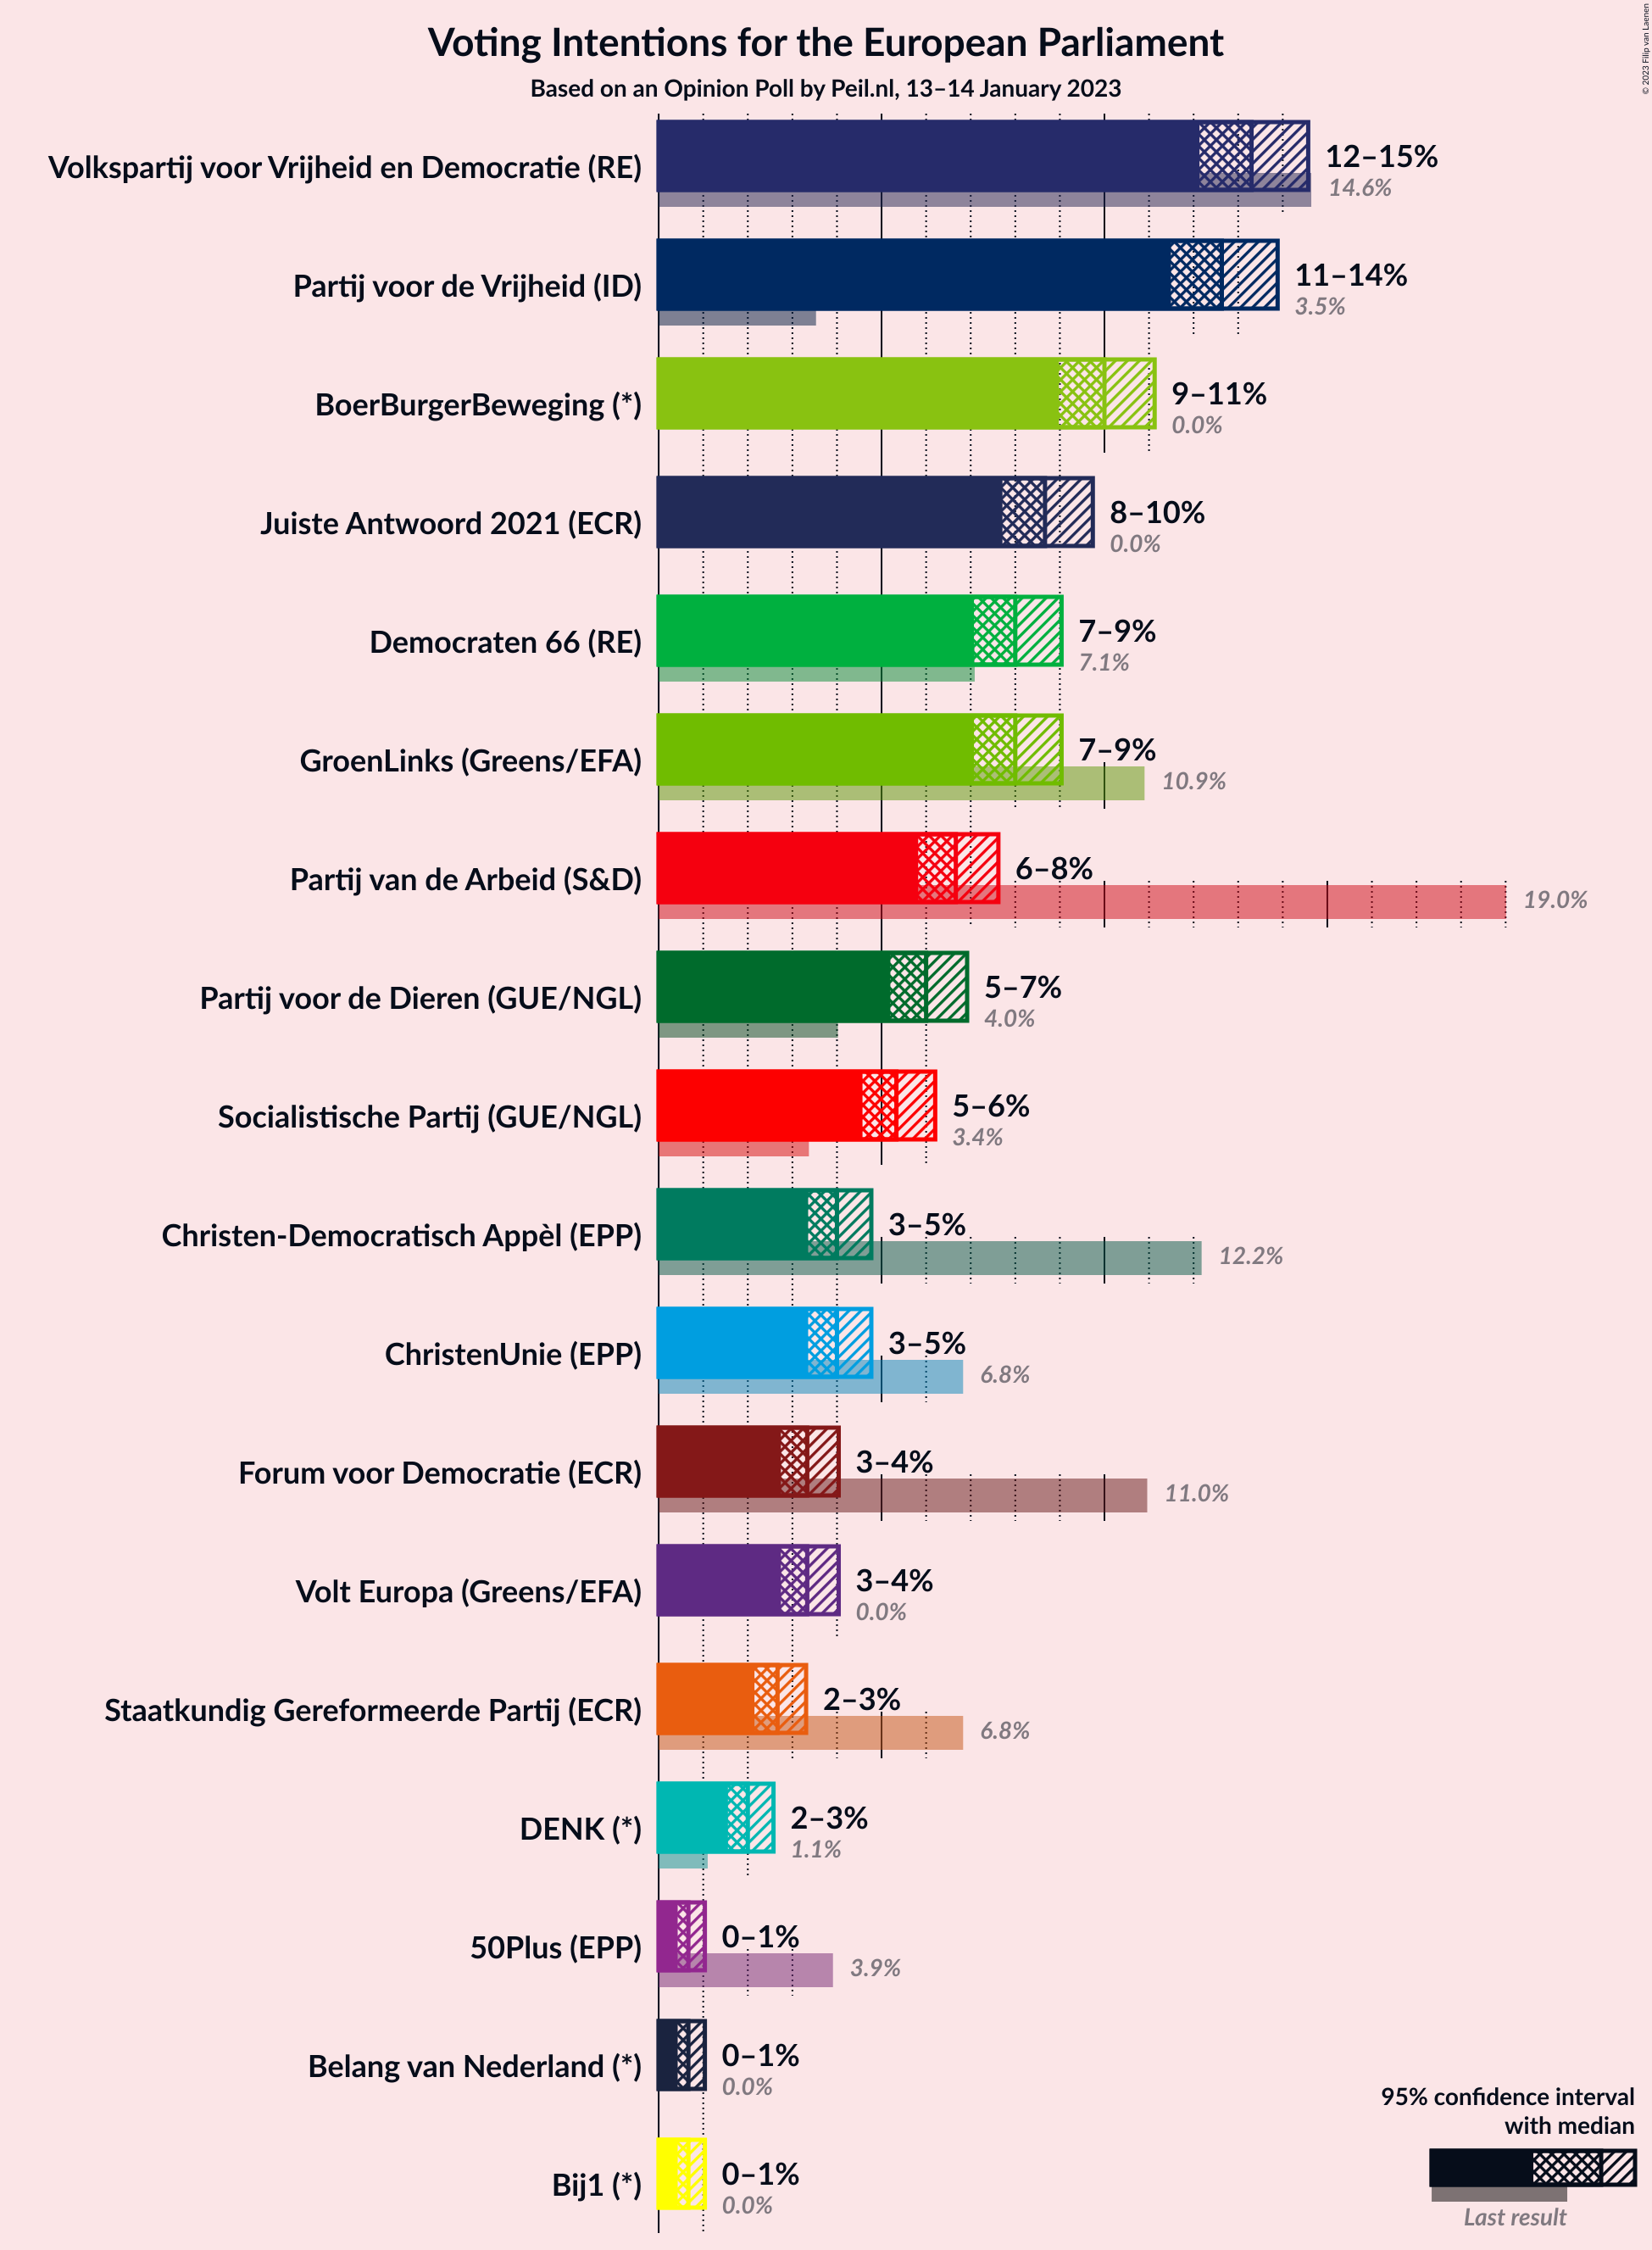 Voting Intentions for the European Parliament
Based on an Opinion Poll by Peil.nl, 13–14 January 2023
© 2023 Filip van Laenen
Volkspartij voor Vrijheid en Democratie (RE)
12–15%
14.6%
Partij voor de Vrijheid (ID)
11–14%
3.5%
BoerBurgerBeweging (*)
9–11%
0.0%
Juiste Antwoord 2021 (ECR)
8–10%
0.0%
Democraten 66 (RE)
7–9%
7.1%
GroenLinks (Greens/EFA)
7–9%
10.9%
Partij van de Arbeid (S&D)
6–8%
19.0%
Partij voor de Dieren (GUE/NGL)
5–7%
4.0%
Socialistische Partij (GUE/NGL)
5–6%
3.4%
Christen-Democratisch Appèl (EPP)
3–5%
12.2%
ChristenUnie (EPP)
3–5%
6.8%
Forum voor Democratie (ECR)
3–4%
11.0%
Volt Europa (Greens/EFA)
3–4%
0.0%
Staatkundig Gereformeerde Partij (ECR)
2–3%
6.8%
DENK (*)
2–3%
1.1%
50Plus (EPP)
0–1%
3.9%
Belang van Nederland (*)
0–1%
0.0%
Bij1 (*)
0–1%
0.0%
95% confidence interval
with median
Last result